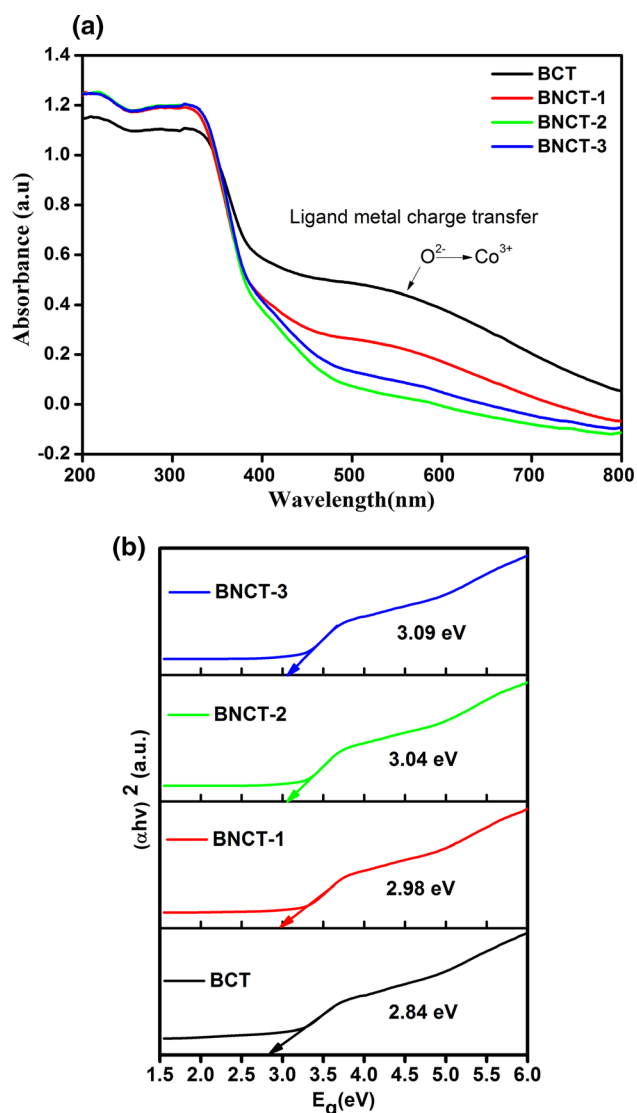 (a)
BCT
BNCT-1
BNCT-2
BNCT-3
Ligand metal charge transfer
O²⁻ Co³⁺
Absorbance (a.u)
1.4
1.2
1.0
0.8
0.6
0.4
0.2
0.0
-0.2
200 300 400 500 600 700 800
Wavelength(nm)
(b)
BNCT-3
3.09 eV
BNCT-2
3.04 eV
BNCT-1
2.98 eV
BCT
2.84 eV
(αhν) ² (a.u.)
1.5 2.0 2.5 3.0 3.5 4.0 4.5 5.0 5.5 6.0
Eg(eV)